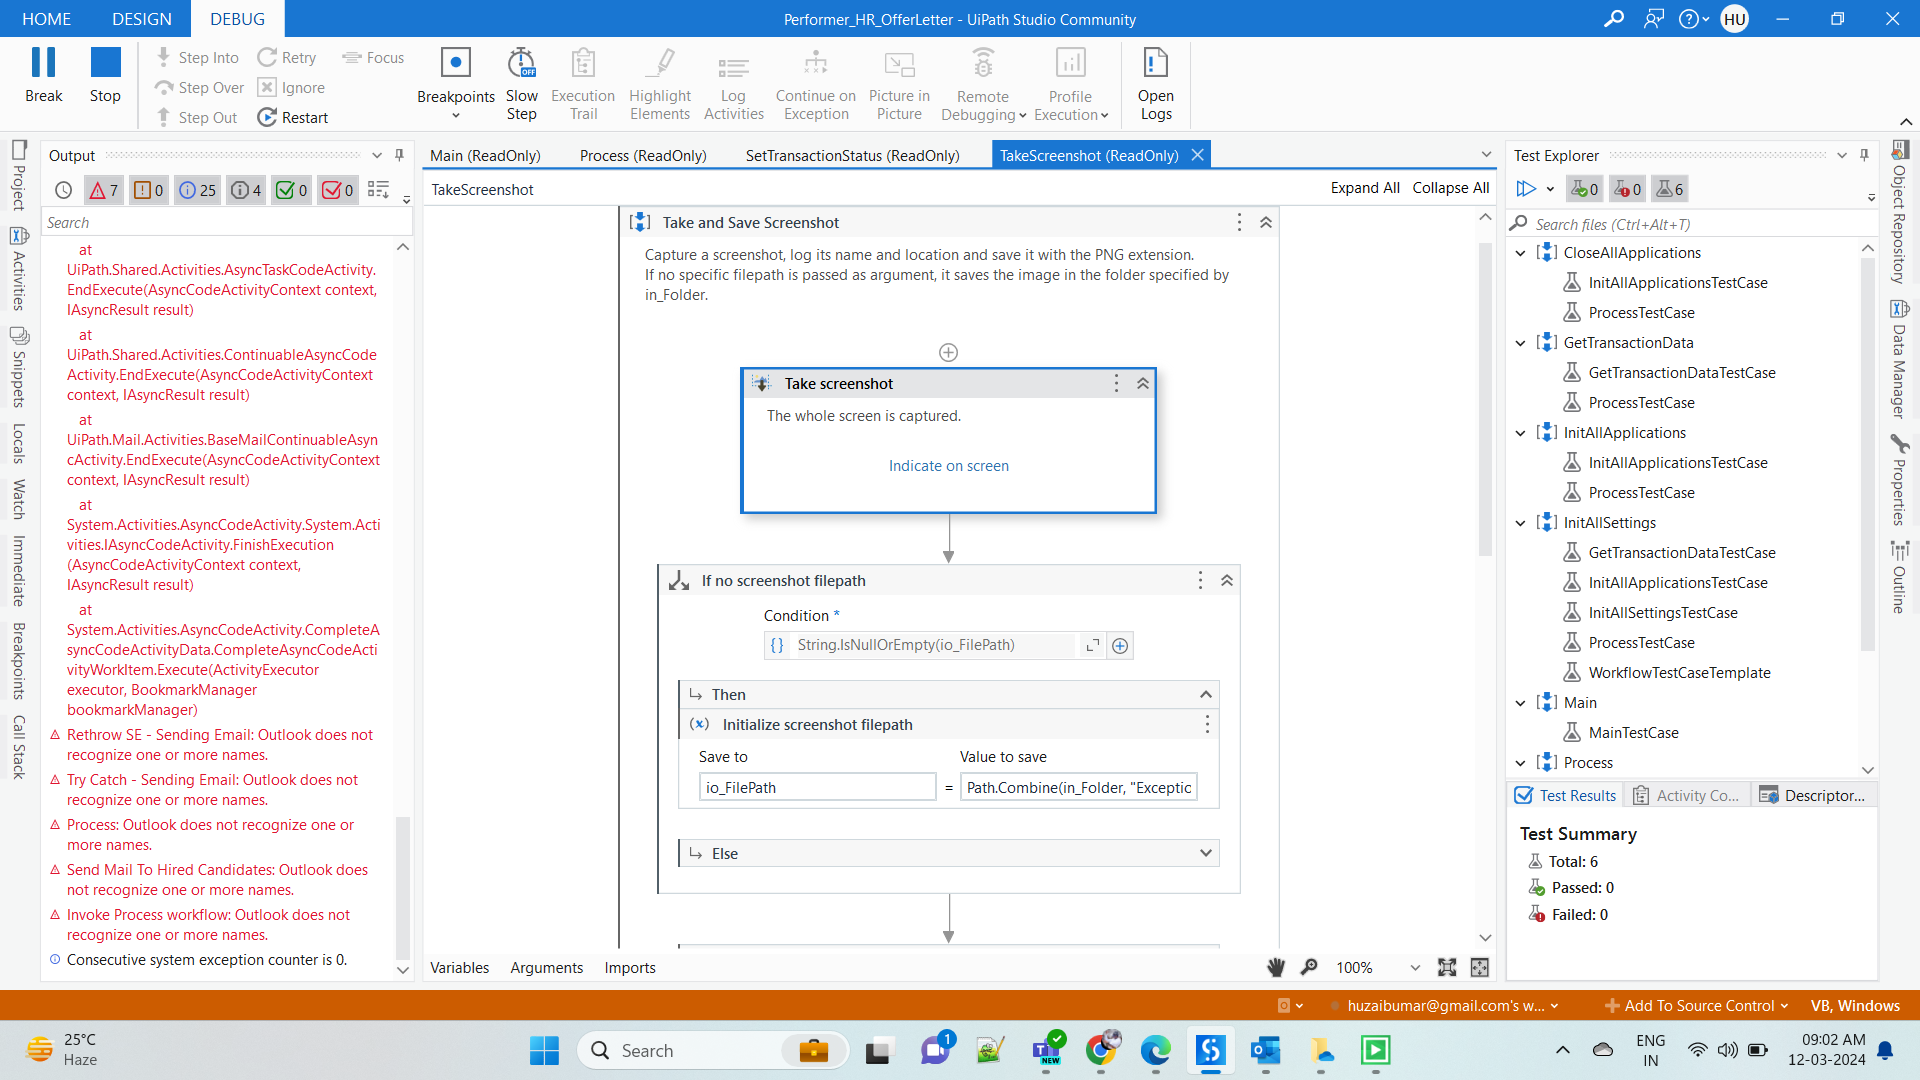 HOME DESIGN DEBUG Performer_HR_OfferLetter - UiPath Studio Community HU
Break Stop
Step Into Retry Focus
Step Over Ignore
Step Out Restart
Breakpoints Slow Step OFF Execution Trail Highlight Elements Log Activities Continue on Exception Picture in Picture Remote Debugging Profile Execution Open Logs
Project
Activities
Snippets
Locals
Watch
Immediate
Breakpoints
Call Stack
Output
7 0 25 4 0 0
Search
at
UiPath.Shared.Activities.AsyncTaskCodeActivity.
EndExecute(AsyncCodeActivityContext context,
IAsyncResult result)
at
UiPath.Shared.Activities.ContinuableAsyncCode
Activity.EndExecute(AsyncCodeActivityContext
context, IAsyncResult result)
at
UiPath.Mail.Activities.BaseMailContinuableAsyn
cActivity.EndExecute(AsyncCodeActivityContext
context, IAsyncResult result)
at
System.Activities.AsyncCodeActivity.System.Acti
vities.IAsyncCodeActivity.FinishExecution
(AsyncCodeActivityContext context,
IAsyncResult result)
at
System.Activities.AsyncCodeActivity.CompleteA
syncCodeActivityData.CompleteAsyncCodeActi
vityWorkItem.Execute(ActivityExecutor
executor, BookmarkManager
bookmarkManager)
Rethrow SE - Sending Email: Outlook does not
recognize one or more names.
Try Catch - Sending Email: Outlook does not
recognize one or more names.
Process: Outlook does not recognize one or
more names.
Send Mail To Hired Candidates: Outlook does
not recognize one or more names.
Invoke Process workflow: Outlook does not
recognize one or more names.
Consecutive system exception counter is 0.
Main (ReadOnly) Process (ReadOnly) SetTransactionStatus (ReadOnly) TakeScreenshot (ReadOnly)
TakeScreenshot Expand All Collapse All
Take and Save Screenshot
Capture a screenshot, log its name and location and save it with the PNG extension.
If no specific filepath is passed as argument, it saves the image in the folder specified by
in_Folder.
Take screenshot
The whole screen is captured.
Indicate on screen
If no screenshot filepath
Condition *
{} String.IsNullOrEmpty(io_FilePath)
Then
(x) Initialize screenshot filepath
Save to Value to save
io_FilePath = Path.Combine(in_Folder, "Exceptic
Else
Variables Arguments Imports 100%
Test Explorer
0 0 6
Search files (Ctrl+Alt+T)
CloseAllApplications
InitAllApplicationsTestCase
ProcessTestCase
GetTransactionData
GetTransactionDataTestCase
ProcessTestCase
InitAllApplications
InitAllApplicationsTestCase
ProcessTestCase
InitAllSettings
GetTransactionDataTestCase
InitAllApplicationsTestCase
InitAllSettingsTestCase
ProcessTestCase
WorkflowTestCaseTemplate
Main
MainTestCase
Process
Test Results Activity Co... Descriptor...
Test Summary
Total: 6
Passed: 0
Failed: 0
Object Repository
Data Manager
Properties
Outline
huzaibumar@gmail.com's w... Add To Source Control VB, Windows
25°C
Haze
Search
1
NEW
ENG
IN
09:02 AM
12-03-2024